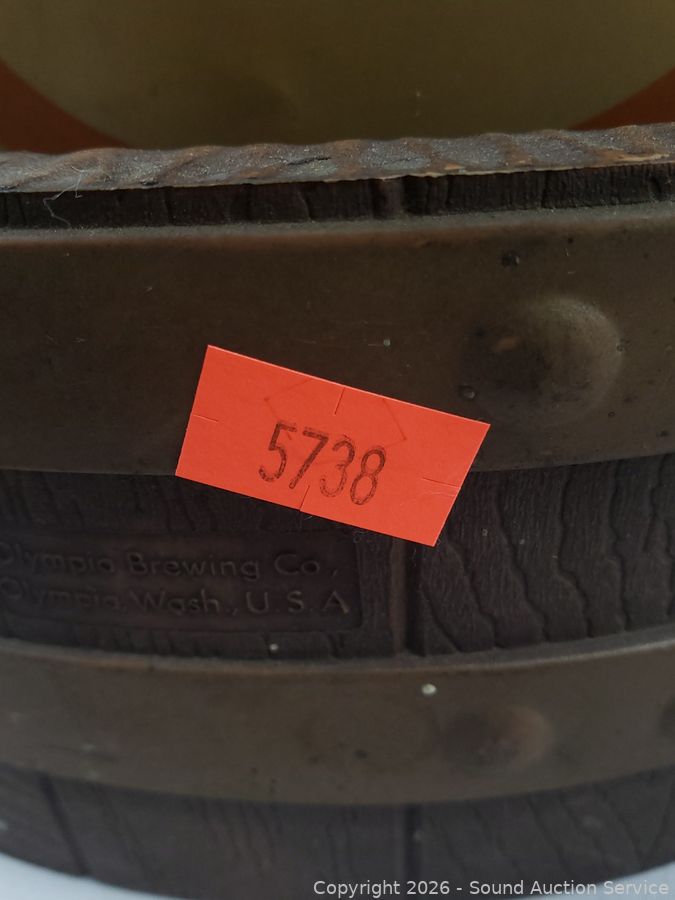 5738
Olympia Brewing Co.,
Olympia, Wash., U.S.A
Copyright 2026 - Sound Auction Service